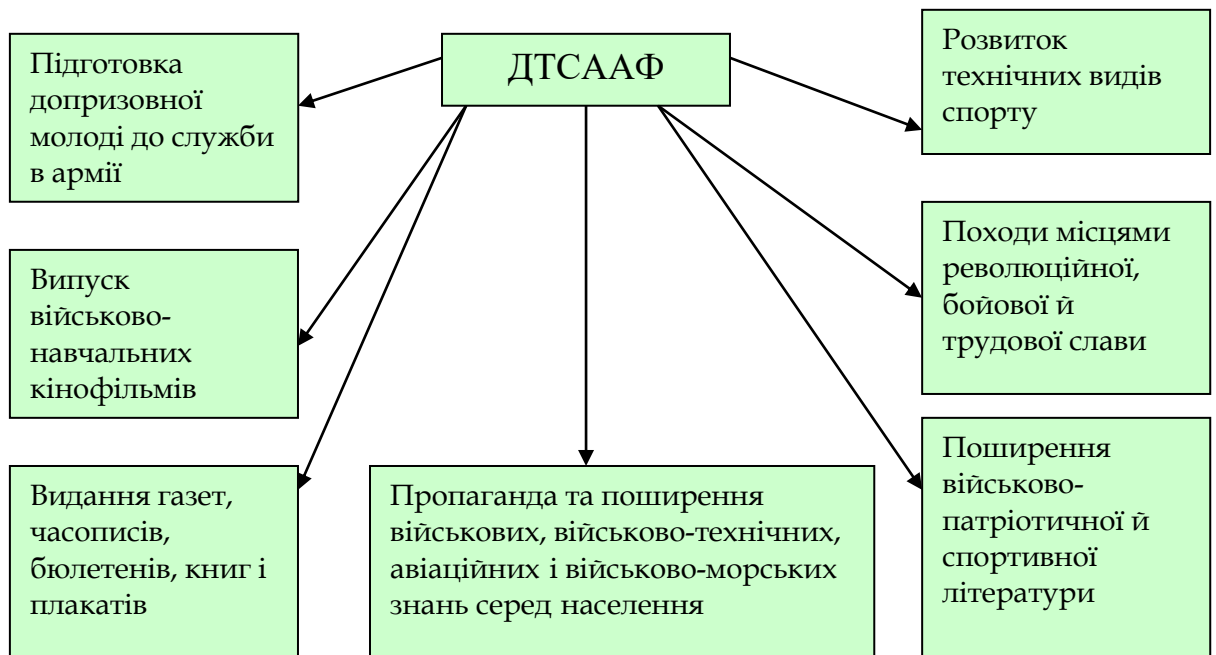 ДТСААФ
Підготовка
допризовної
молоді до служби
в армії
Випуск
військово-
навчальних
кінофільмів
Видання газет,
часописів,
бюлетенів, книг і
плакатів
Пропаганда та поширення
військових, військово-технічних,
авіаційних і військово-морських
знань серед населення
Розвиток
технічних видів
спорту
Походи місцями
революційної,
бойової й
трудової слави
Поширення
військово-
патріотичної й
спортивної
літератури